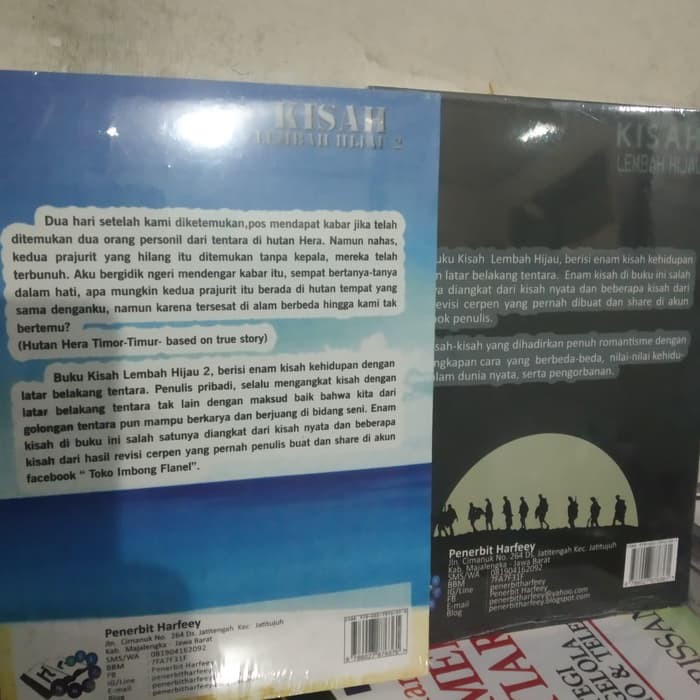 KISAH
LEMBAH HIJAU 2
Dua hari setelah kami diketemukan,pos mendapat kabar jika telah
ditemukan dua orang personil dari tentara di hutan Hera. Namun nahas,
kedua prajurit yang hilang itu ditemukan tanpa kepala, mereka telah
terbunuh. Aku bergidik ngeri mendengar kabar itu, sempat bertanya-tanya
dalam hati, apa mungkin kedua prajurit itu berada di hutan tempat yang
sama denganku, namun karena tersesat di alam berbeda hingga kami tak
bertemu?
(Hutan Hera Timor-Timur- based on true story)
Buku Kisah Lembah Hijau 2, berisi enam kisah kehidupan dengan
latar belakang tentara. Penulis pribadi, selalu mengangkat kisah dengan
latar belakang tentara tak lain dengan maksud baik bahwa kita dari
golongan tentara pun mampu berkarya dan berjuang di bidang seni. Enam
kisah di buku ini salah satunya diangkat dari kisah nyata dan beberapa
kisah dari hasil revisi cerpen yang pernah penulis buat dan share di akun
facebook “ Toko Imbong Flanel”.
Penerbit Harfeey
Jln. Cimanuk No. 264 Ds. Jatitengah Kec. Jatitujuh
Kab. Majalengka - Jawa Barat
SMS/WA : 081904162092
BBM : 7FA7F31F
FB : Penerbit Harfeey
IG/Line
E-mail
Blog
KISAH
LEMBAH HIJAU
uku Kisah Lembah Hijau, berisi enam kisah kehidupan
n latar belakang tentara. Enam kisah di buku ini salah
a diangkat dari kisah nyata dan beberapa kisah dari
evisi cerpen yang pernah dibuat dan share di akun
ok penulis.
sah-kisah yang dihadirkan penuh romantisme dengan
ngkapan cara yang berbeda-beda, nilai-nilai kehidu-
lam dunia nyata, serta pengorbanan.
Penerbit Harfeey
Jln. Cimanuk No. 264 Ds. Jatitengah Kec. Jatitujuh
Kab. Majalengka - Jawa Barat
SMS/WA : 081904162092
BBM : 7FA7F31F
IG/Line : penerbitharfeey
FB : Penerbit Harfeey
E-mail : penerbitharfeey@yahoo.com
Blog : penerbitharfeey.blogspot.com